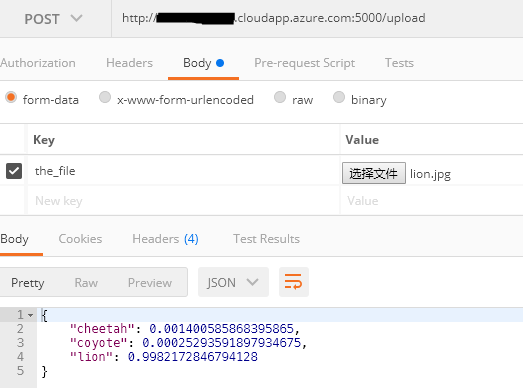 POST http:// .cloudapp.azure.com:5000/upload
Authorization Headers Body Pre-request Script Tests
form-data x-www-form-urlencoded raw binary
Key Value
the_file 选择文件 lion.jpg
New key Value
Body Cookies Headers (4) Test Results
Pretty Raw Preview JSON
1 {
2 "cheetah": 0.001400585868395865,
3 "coyote": 0.00025293591897934675,
4 "lion": 0.9982172846794128
5 }